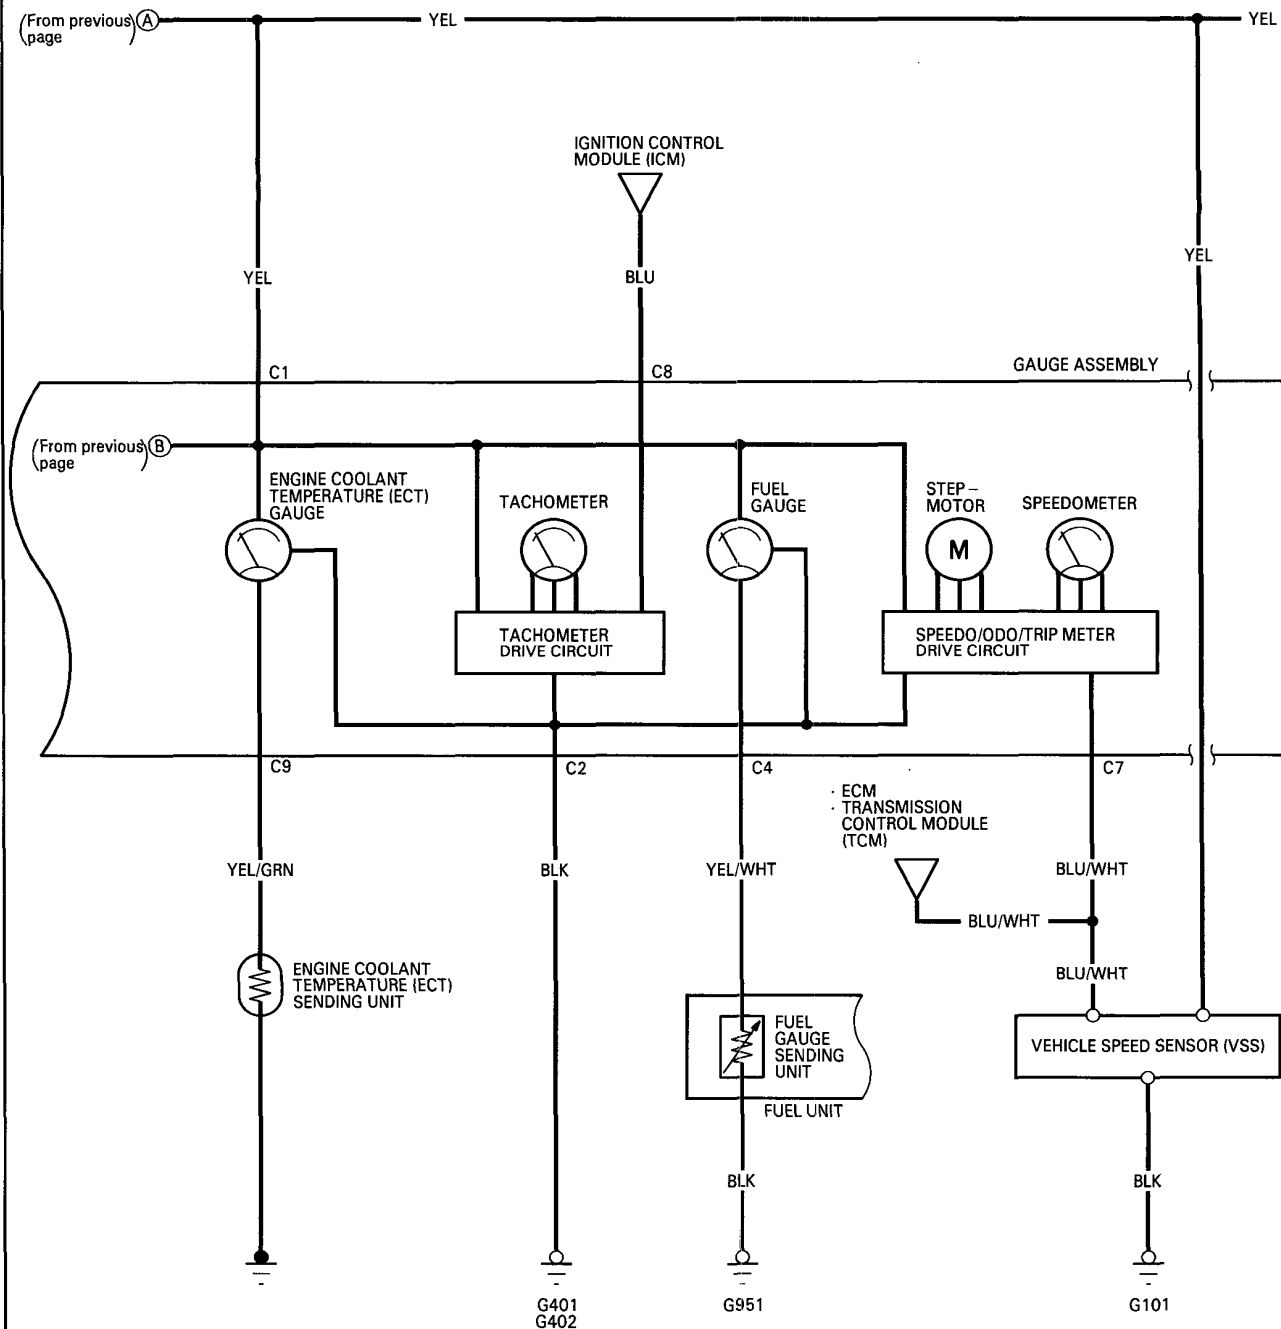 (From previous page) A
YEL
YEL
IGNITION CONTROL
MODULE (ICM)
YEL
BLU
YEL
C1
C8
GAUGE ASSEMBLY
(From previous page) B
ENGINE COOLANT
TEMPERATURE (ECT)
GAUGE
TACHOMETER
FUEL
GAUGE
STEP-
MOTOR
SPEEDOMETER
M
TACHOMETER
DRIVE CIRCUIT
SPEEDO/ODO/TRIP METER
DRIVE CIRCUIT
C9
C2
C4
C7
· ECM
· TRANSMISSION
CONTROL MODULE
(TCM)
YEL/GRN
BLK
YEL/WHT
BLU/WHT
BLU/WHT
BLU/WHT
ENGINE COOLANT
TEMPERATURE (ECT)
SENDING UNIT
FUEL
GAUGE
SENDING
UNIT
FUEL UNIT
VEHICLE SPEED SENSOR (VSS)
BLK
BLK
G401
G402
G951
G101